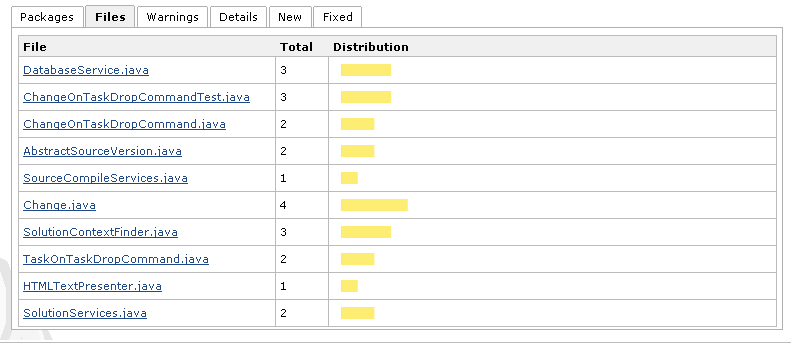 Packages Files Warnings Details New Fixed
File Total Distribution
DatabaseService.java 3
ChangeOnTaskDropCommandTest.java 3
ChangeOnTaskDropCommand.java 2
AbstractSourceVersion.java 2
SourceCompileServices.java 1
Change.java 4
SolutionContextFinder.java 3
TaskOnTaskDropCommand.java 2
HTMLTextPresenter.java 1
SolutionServices.java 2